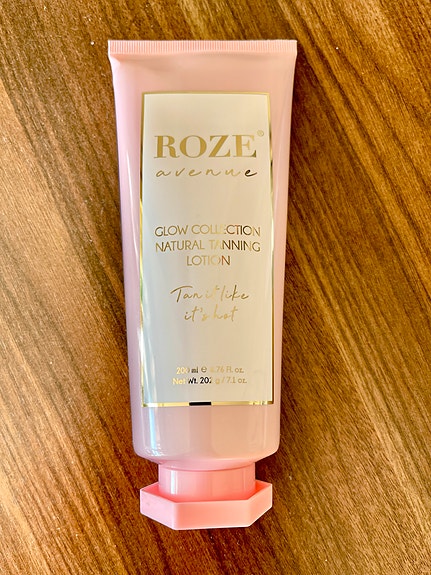 ROZE®
avenue
GLOW COLLECTION
NATURAL TANNING
LOTION
Tan it like
it's hot
200 ml ℮ 6.76 fl. oz.
Net Wt. 202 g / 7.1 oz.